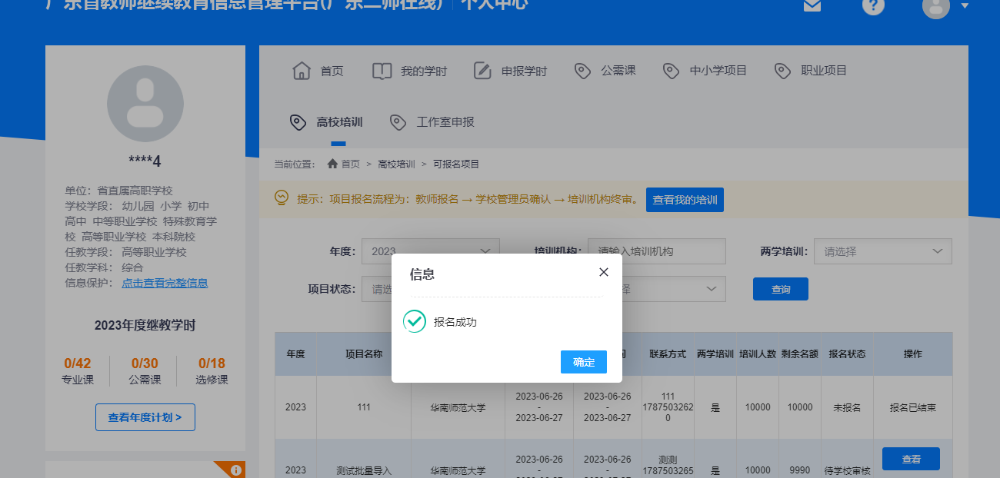 广东省教师继续教育信息管理平台(广东二师在线) 个人中心
?
首页 我的学时 申报学时 公需课 中小学项目 职业项目
高校培训 工作室申报
****4
单位： 省直属高职学校
学校学段： 幼儿园 小学 初中
高中 中等职业学校 特殊教育学
校 高等职业学校 本科院校
任教学段： 高等职业学校
任教学科： 综合
信息保护： 点击查看完整信息
2023年度继教学时
0/42 0/30 0/18
专业课 公需课 选修课
查看年度计划 >
当前位置： 首页 > 高校培训 > 可报名项目
提示：项目报名流程为：教师报名 → 学校管理员确认 → 培训机构终审。 查看我的培训
年度： 2023 培训机构： 请输入培训机构 两学培训： 请选择
项目状态： 请选 择 查询
信息
报名成功
确定
年度 项目名称 联系方式 两学培训 培训人数 剩余名额 报名状态 操作
2023 111 华南师范大学 2023-06-26 - 2023-06-27 2023-06-26 - 2023-06-27 111 17875032620 是 10000 10000 未报名 报名已结束
2023 测试批量导入 华南师范大学 2023-06-26 - 2023-06-26 - 测测 1787503265 是 10000 9990 待学校审核 查看